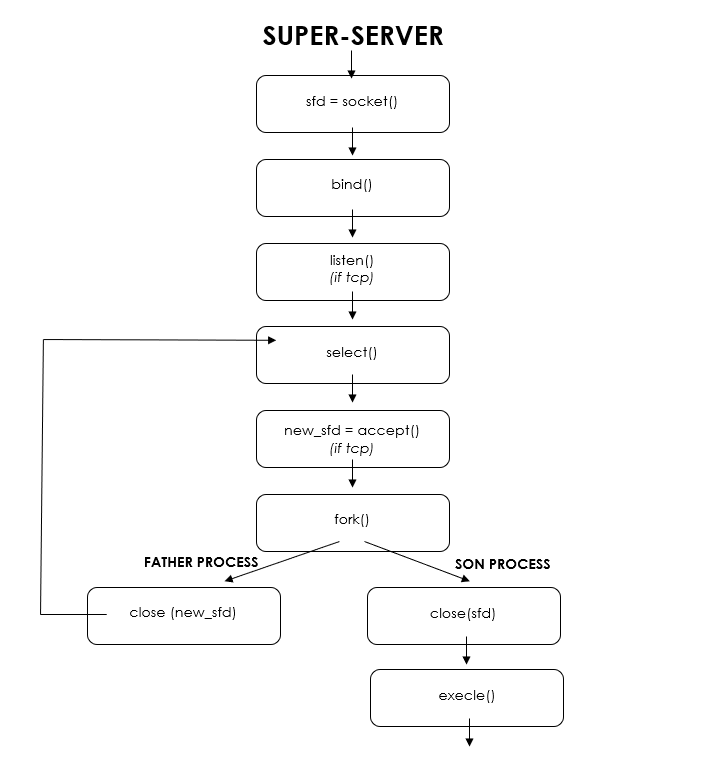 SUPER-SERVER
sfd = socket()
bind()
listen()
(if tcp)
select()
new_sfd = accept()
(if tcp)
fork()
FATHER PROCESS
SON PROCESS
close (new_sfd)
close(sfd)
execle()